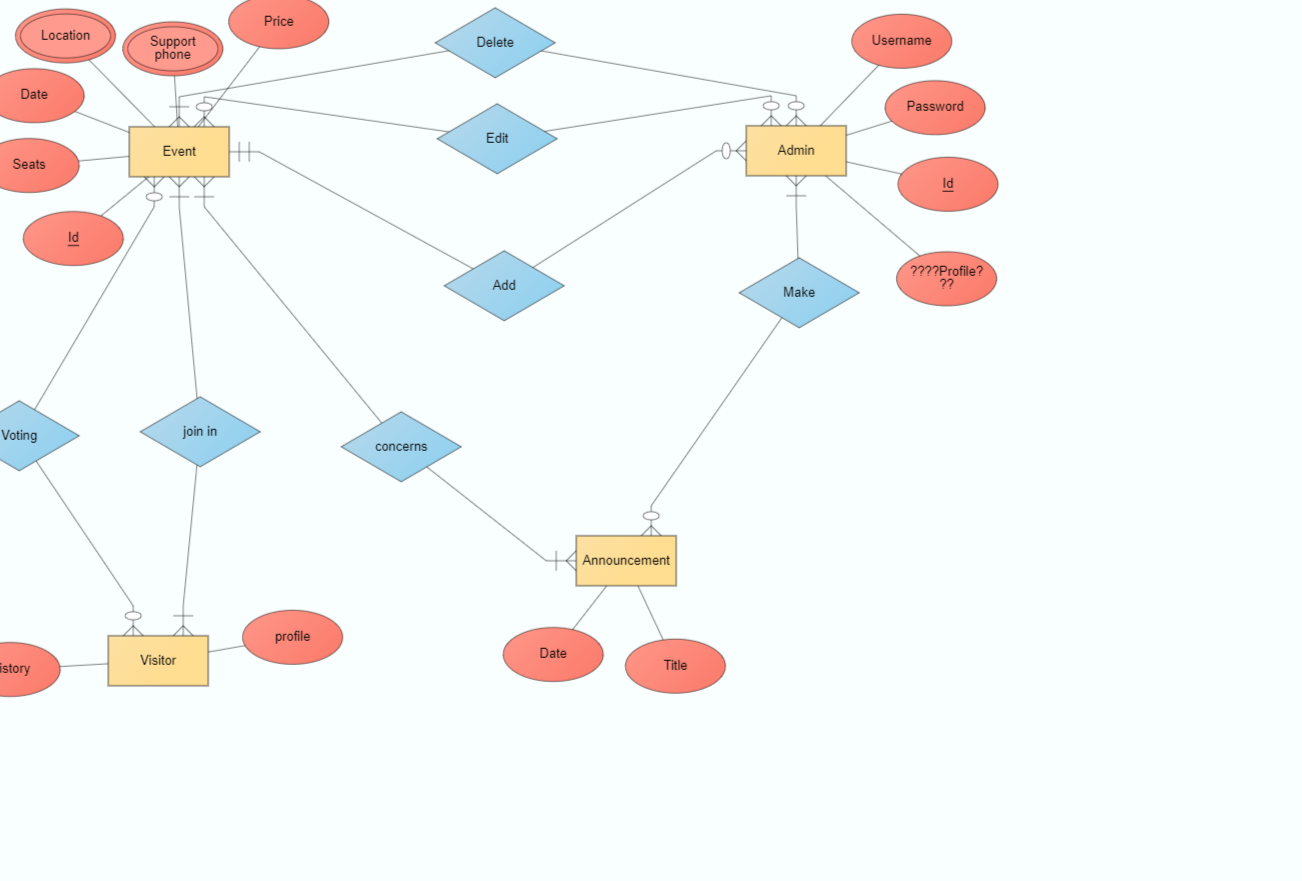 Price
Location
Support
phone
Delete
Username
Date
Password
Edit
Event
Admin
Seats
Id
Id
????Profile?
??
Add
Make
Voting
join in
concerns
Announcement
profile
Visitor
istory
Date
Title